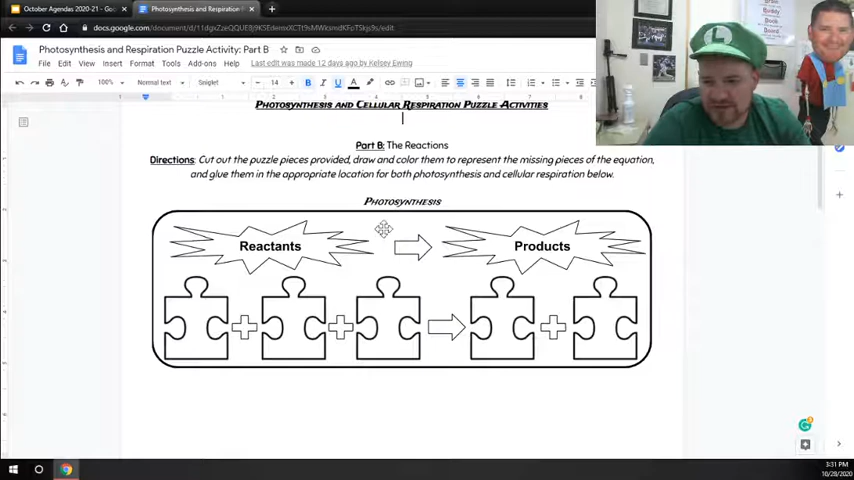 October Agendas 2020-21 - Goo
Photosynthesis and Respiration
docs.google.com
Photosynthesis and Respiration Puzzle Activity: Part B
File Edit View Insert Format Tools Add-ons Help Last edit was made 12 days ago by Kelsey Ewing
100% Normal text Sniglet 14 B I U A
Photosynthesis and Cellular Respiration Puzzle Activities
Part B: The Reactions
Directions: Cut out the puzzle pieces provided, draw and color them to represent the missing pieces of the equation,
and glue them in the appropriate location for both photosynthesis and cellular respiration below.
Photosynthesis
Reactants
Products
3:31 PM
10/28/2020